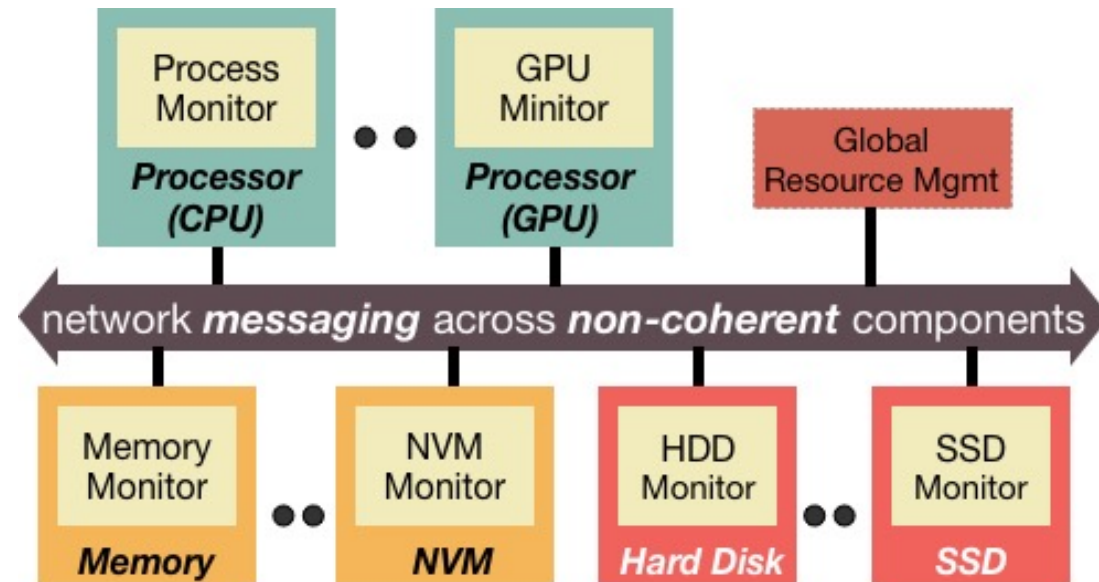 Process
Monitor
Processor
(CPU)
GPU
Minitor
Processor
(GPU)
Global
Resource Mgmt
network messaging across non-coherent components
Memory
Monitor
Memory
NVM
Monitor
NVM
HDD
Monitor
Hard Disk
SSD
Monitor
SSD